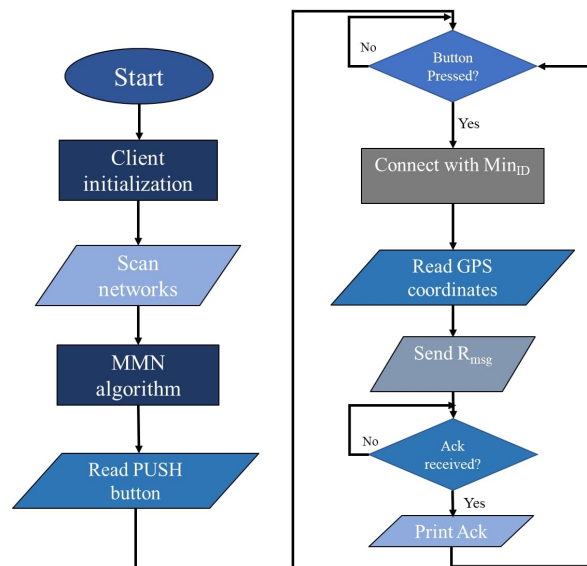 Start
Client
initialization
Scan
networks
MMN
algorithm
Read PUSH
button
No
Button
Pressed?
Yes
Connect with MinID
Read GPS
coordinates
Send Rmsg
No
Ack
received?
Yes
Print Ack